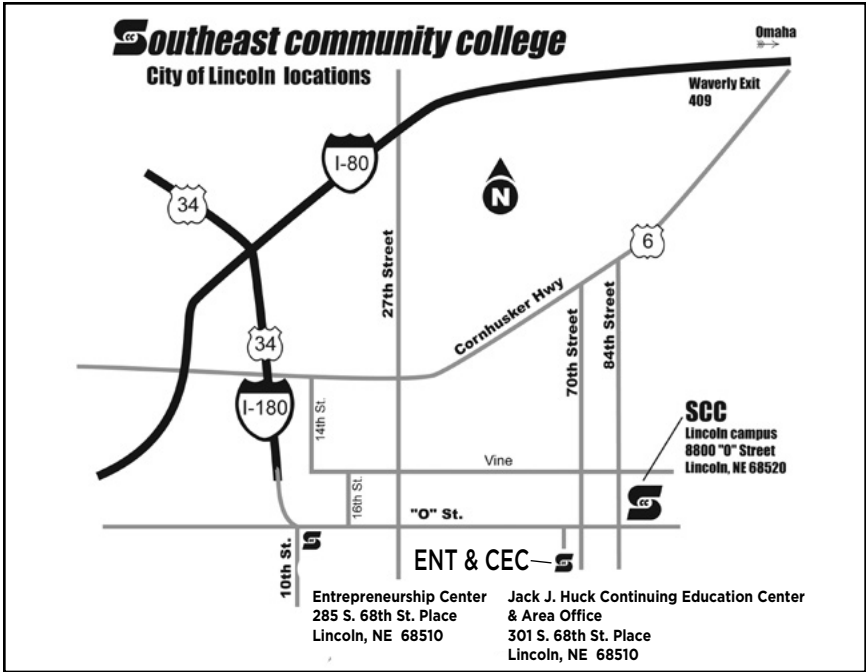 Southeast community college
City of Lincoln locations
Omaha
Waverly Exit
409
I-80
34
N
27th Street
6
Cornhusker Hwy
70th Street
84th Street
34
I-180
14th St.
SCC
Lincoln campus
8800 "O" Street
Lincoln, NE 68520
Vine
16th St.
"O" St.
10th St.
ENT & CEC
Entrepreneurship Center
285 S. 68th St. Place
Lincoln, NE 68510
Jack J. Huck Continuing Education Center
& Area Office
301 S. 68th St. Place
Lincoln, NE 68510